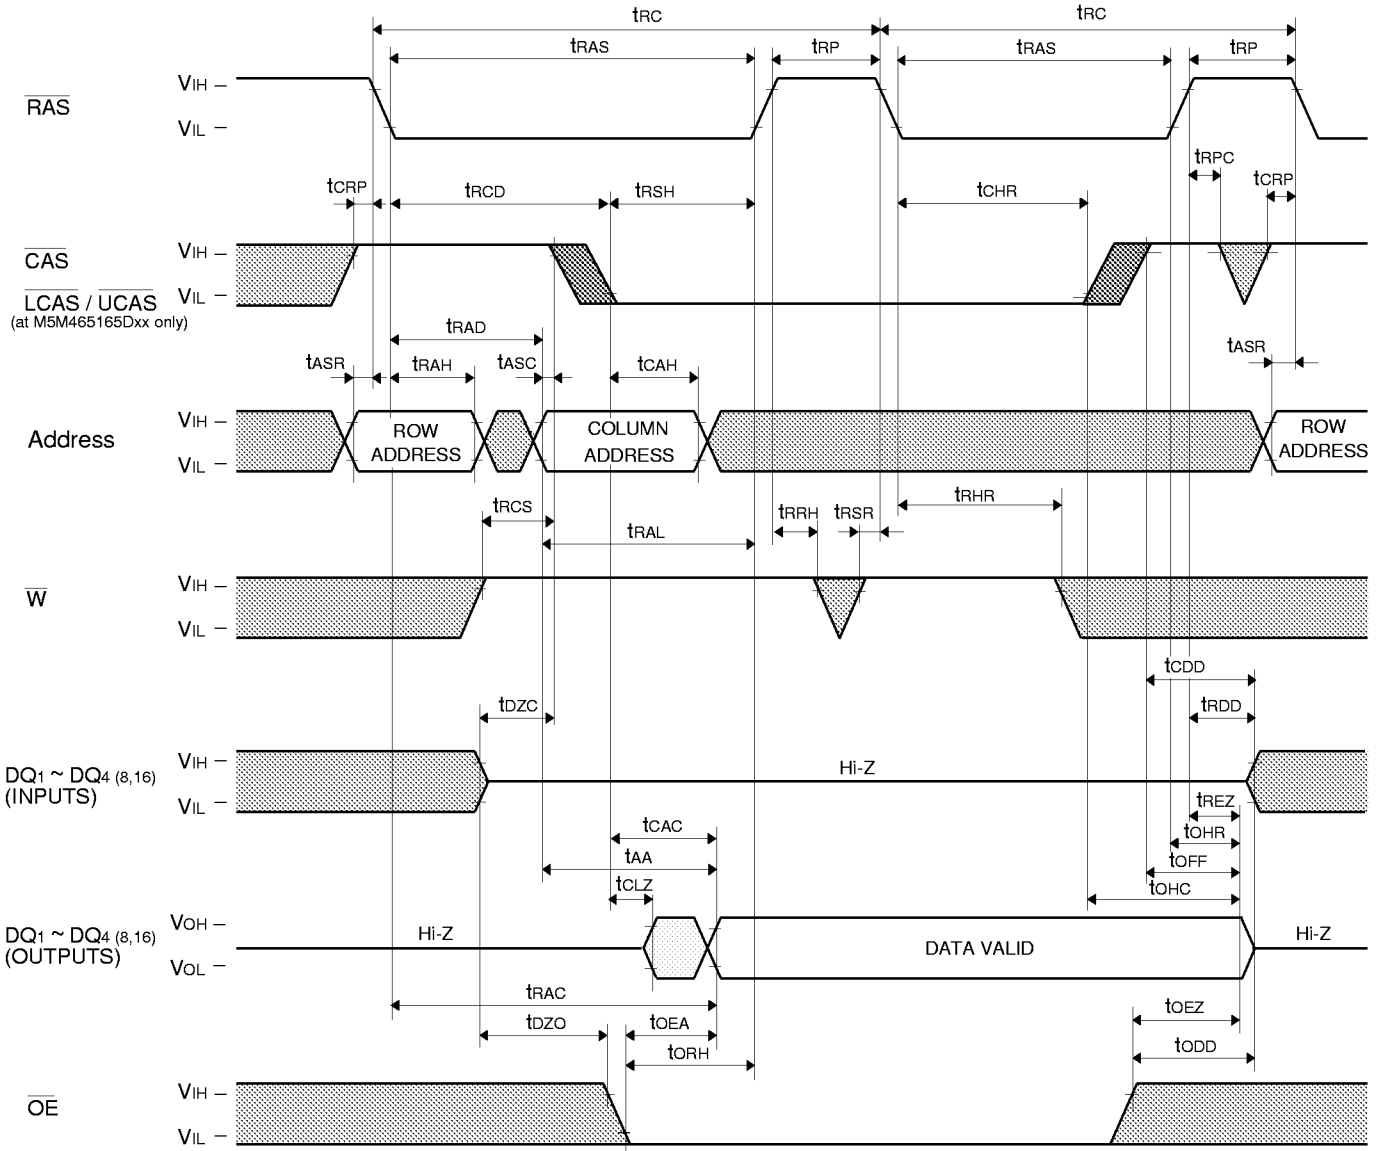 tRC tRC
tRAS tRP tRAS tRP
VIH
RAS
VIL
tRPC
tCRP tRCD tRSH tCHR tCRP
VIH
CAS
VIL
LCAS / UCAS
(at M5M465165Dxx only)
tRAD
tASR tRAH tASC tCAH tASR
VIH
Address ROW ADDRESS COLUMN ADDRESS ROW ADDRESS
VIL
tRCS tRRH tRSR tRHR
tRAL
VIH
W
VIL
tCDD
tDZC tRDD
VIH
DQ1 ~ DQ4 (8,16) Hi-Z
(INPUTS)
VIL
tREZ
tCAC tOHR
tAA tOFF
tCLZ tOHC
VOH
DQ1 ~ DQ4 (8,16) Hi-Z DATA VALID Hi-Z
(OUTPUTS)
VOL
tRAC
tDZO tOEA tOEZ
tORH tODD
VIH
OE
VIL